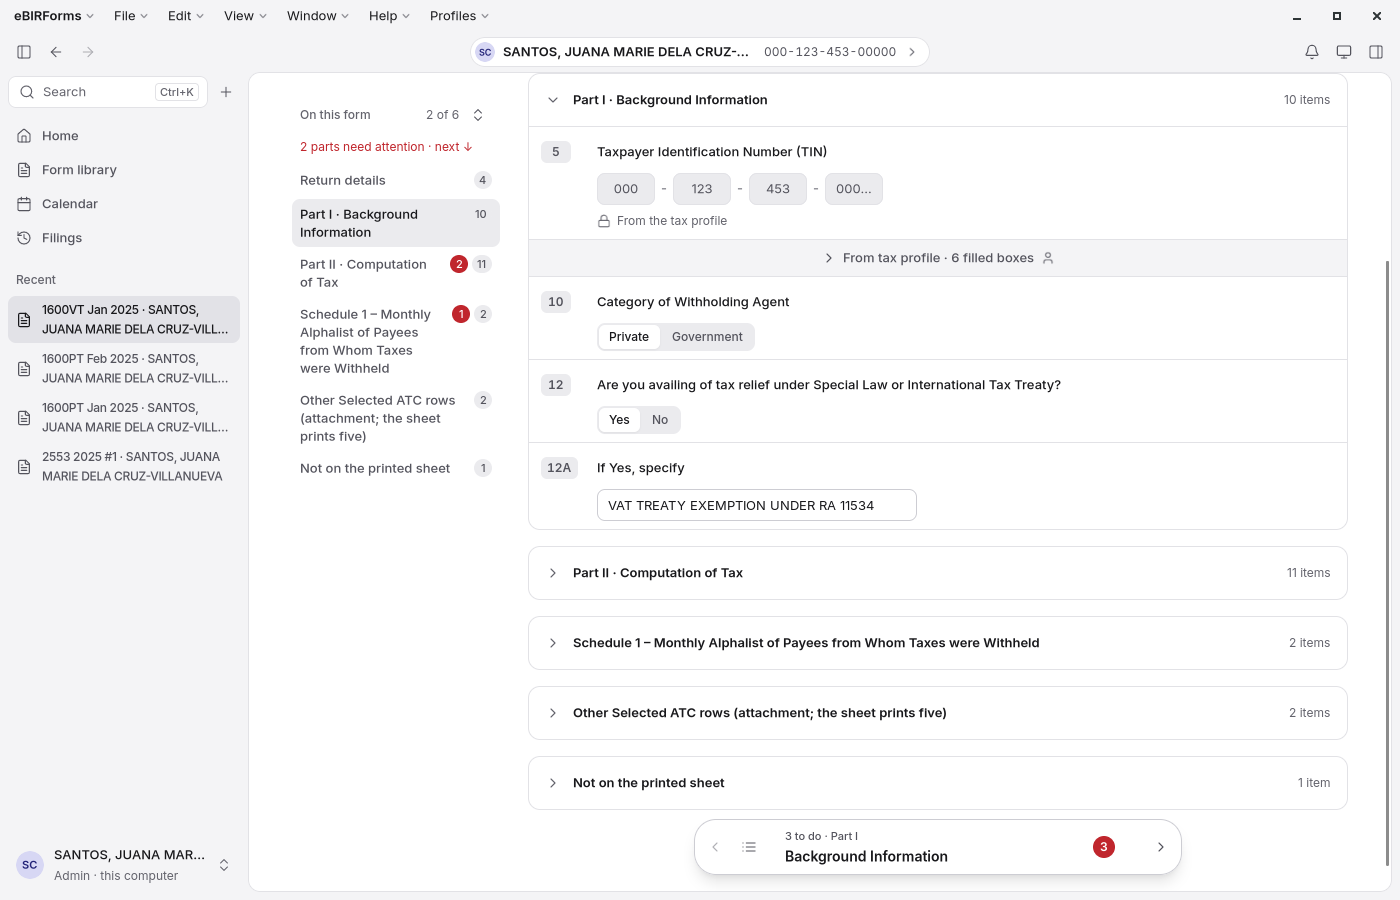 eBIRForms File Edit View Window Help Profiles
SC SANTOS, JUANA MARIE DELA CRUZ-... 000-123-453-00000
Search Ctrl+K
Home
Form library
Calendar
Filings
Recent
1600VT Jan 2025 · SANTOS,
JUANA MARIE DELA CRUZ-VILL...
1600PT Feb 2025 · SANTOS,
JUANA MARIE DELA CRUZ-VILL...
1600PT Jan 2025 · SANTOS,
JUANA MARIE DELA CRUZ-VILL...
2553 2025 #1 · SANTOS, JUANA
MARIE DELA CRUZ-VILLANUEVA
SC SANTOS, JUANA MAR...
Admin · this computer
On this form 2 of 6
2 parts need attention · next ↓
Return details 4
Part I · Background 10
Information
Part II · Computation 2 11
of Tax
Schedule 1 – Monthly 1 2
Alphalist of Payees
from Whom Taxes
were Withheld
Other Selected ATC rows 2
(attachment; the sheet
prints five)
Not on the printed sheet 1
Part I · Background Information 10 items
5 Taxpayer Identification Number (TIN)
000 - 123 - 453 - 000...
From the tax profile
From tax profile · 6 filled boxes
10 Category of Withholding Agent
Private Government
12 Are you availing of tax relief under Special Law or International Tax Treaty?
Yes No
12A If Yes, specify
VAT TREATY EXEMPTION UNDER RA 11534
Part II · Computation of Tax 11 items
Schedule 1 – Monthly Alphalist of Payees from Whom Taxes were Withheld 2 items
Other Selected ATC rows (attachment; the sheet prints five) 2 items
Not on the printed sheet 1 item
3 to do · Part I
Background Information 3